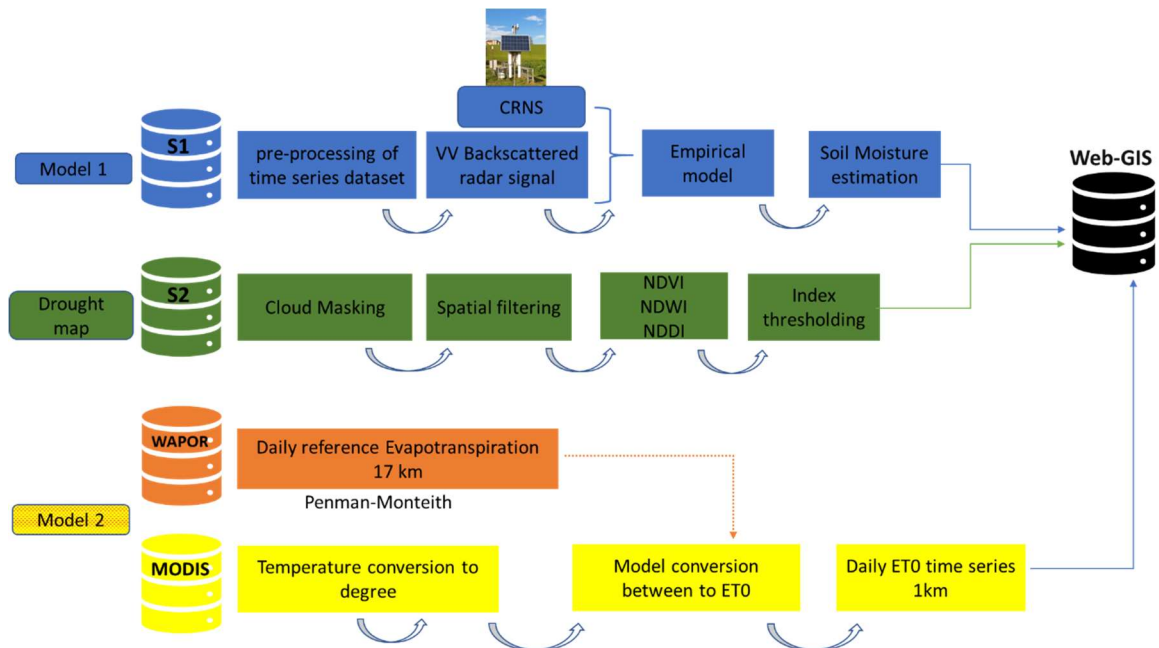 CRNS
Model 1
S1
pre-processing of
time series dataset
VV Backscattered
radar signal
Empirical
model
Soil Moisture
estimation
Web-GIS
Drought
map
S2
Cloud Masking
Spatial filtering
NDVI
NDWI
NDDI
Index
thresholding
WAPOR
Daily reference Evapotranspiration
17 km
Penman-Monteith
Model 2
MODIS
Temperature conversion to
degree
Model conversion
between to ET0
Daily ET0 time series
1km